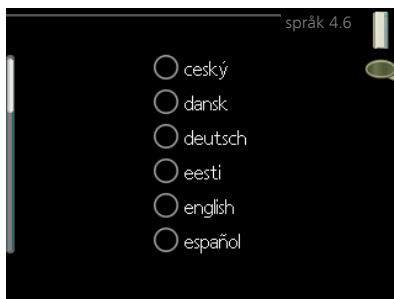 språk 4.6
ceský
dansk
deutsch
eesti
english
español